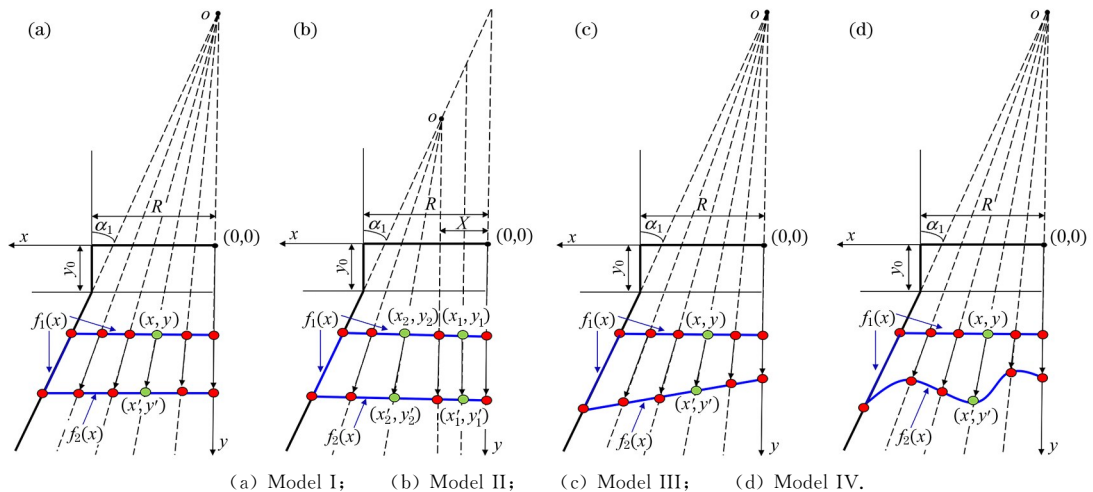 (a) (b) (c) (d)
o o o o
R R X R R
α₁ α₁ α₁ α₁
x (0,0) x (0,0) x (0,0) x (0,0)
y₀ y₀ y₀ y₀
f₁(x) (x,y) f₁(x) (x₂,y₂) (x₁,y₁) f₁(x) (x,y) f₁(x) (x,y)
(x′,y′) (x′₂,y′₂) (x′₁,y′₁) (x′,y′) (x′,y′)
f₂(x) f₂(x) f₂(x) f₂(x)
y y y y
(a) Model I; (b) Model II; (c) Model III; (d) Model IV.